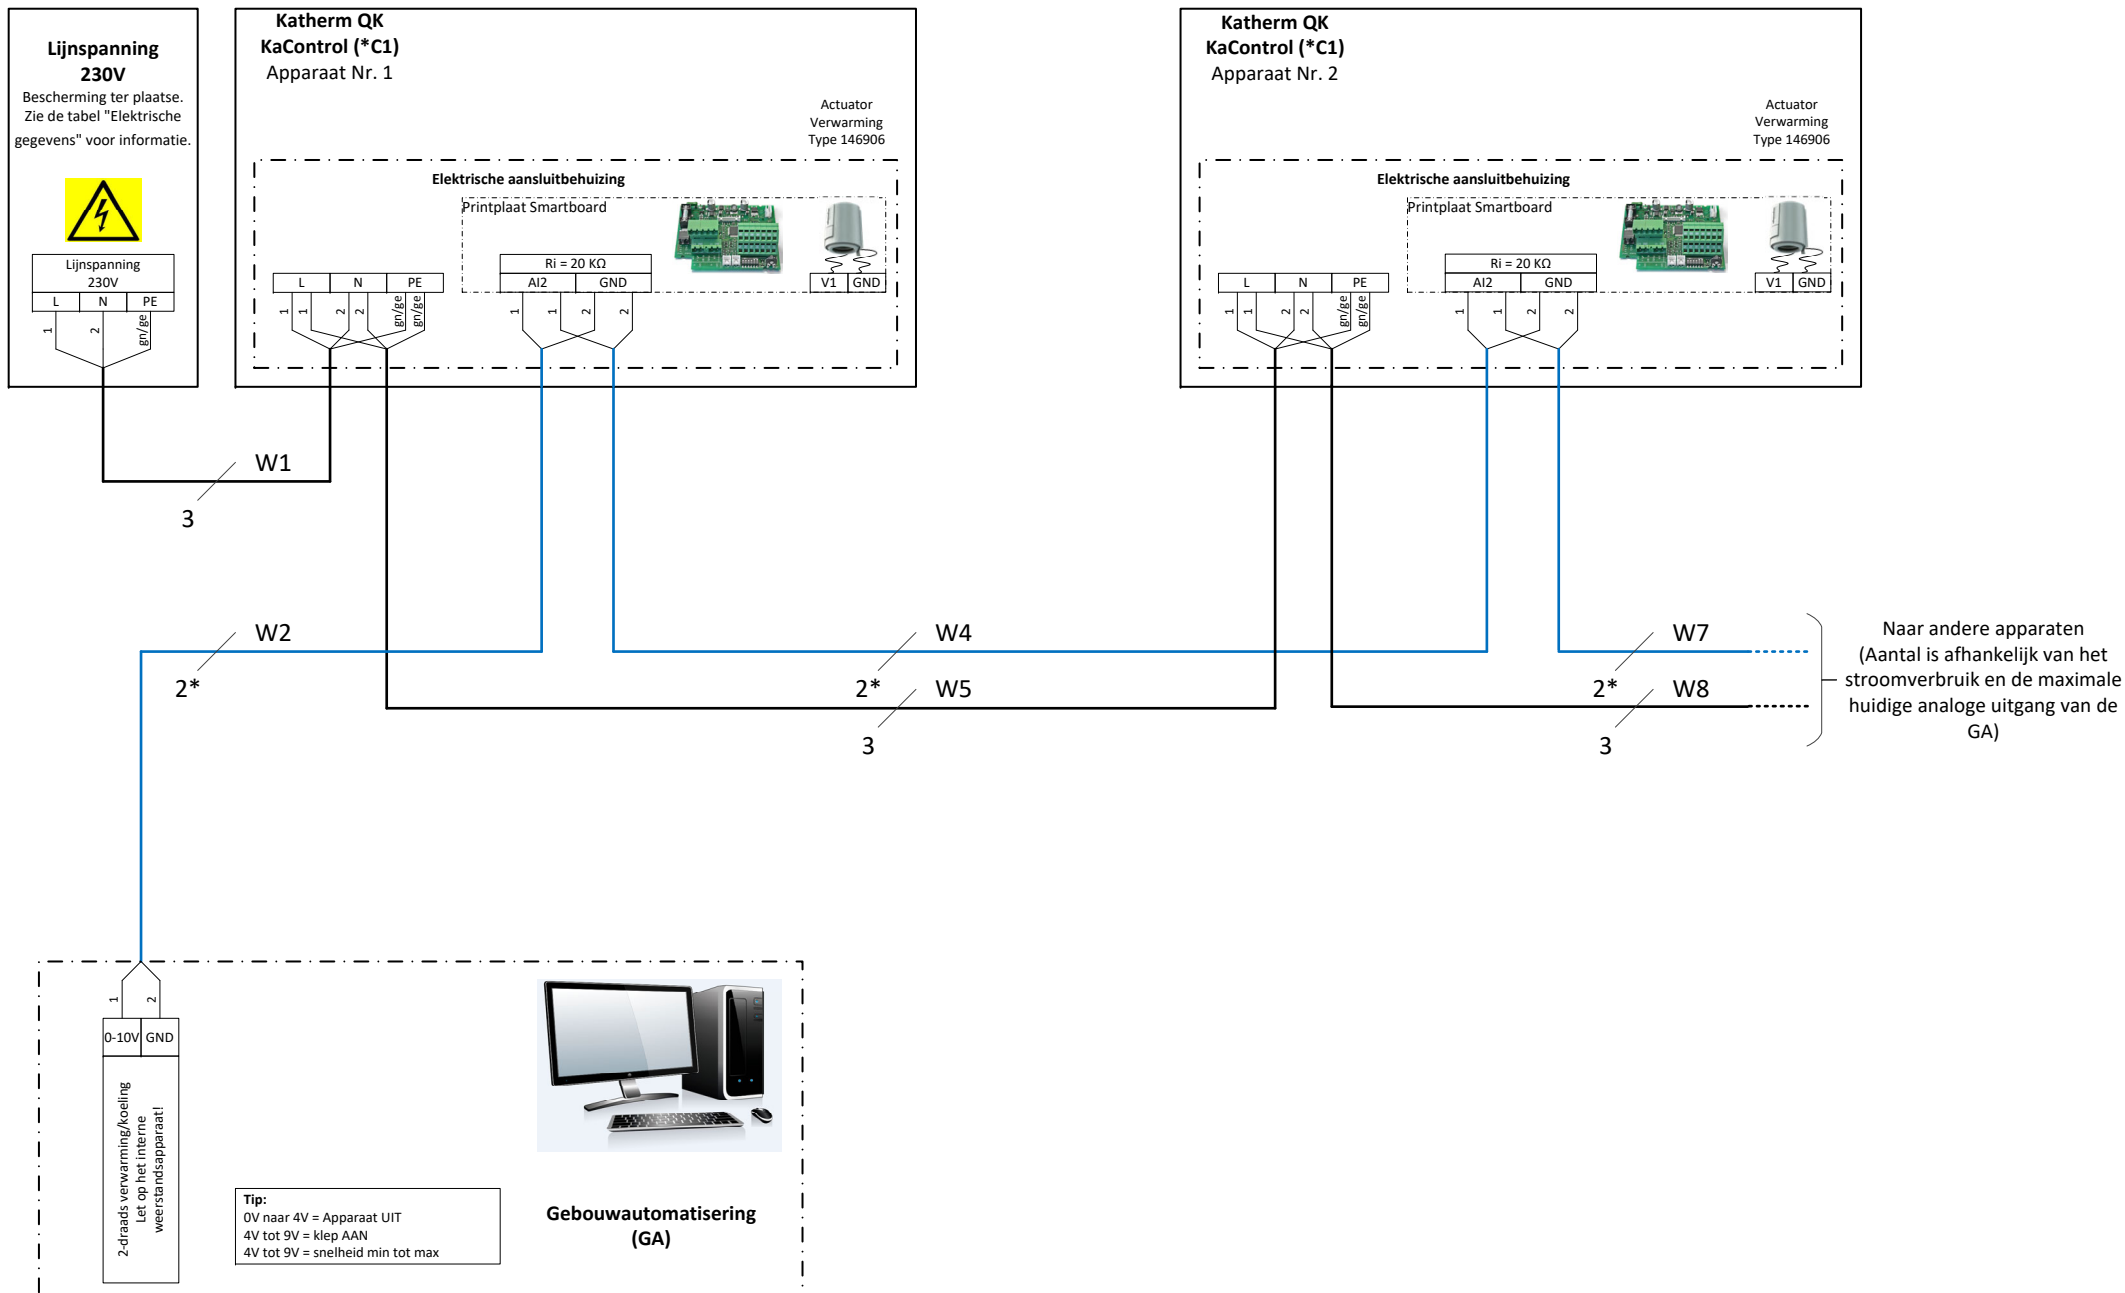 Lijnspanning
230V
Bescherming ter plaatse.
Zie de tabel "Elektrische
gegevens" voor informatie.
Lijnspanning
230V
L N PE
1 2 gn/ge
Katherm QK
KaControl (*C1)
Apparaat Nr. 1
Actuator
Verwarming
Type 146906
Elektrische aansluitbehuizing
Printplaat Smartboard
Ri = 20 KΩ
L N PE
AI2 GND
V1 GND
1 1 2 2 gn/ge gn/ge
1 1 2 2
Katherm QK
KaControl (*C1)
Apparaat Nr. 2
Actuator
Verwarming
Type 146906
Elektrische aansluitbehuizing
Printplaat Smartboard
Ri = 20 KΩ
L N PE
AI2 GND
V1 GND
1 1 2 2 gn/ge gn/ge
1 1 2 2
W1
3
W2
2*
W4
2*
W5
3
W7
2*
W8
3
Naar andere apparaten
(Aantal is afhankelijk van het
stroomverbruik en de maximale
huidige analoge uitgang van de
GA)
1 2
0-10V GND
2-draads verwarming/koeling
Let op het interne
weerstandsapparaat!
Tip:
0V naar 4V = Apparaat UIT
4V tot 9V = klep AAN
4V tot 9V = snelheid min tot max
Gebouwautomatisering
(GA)